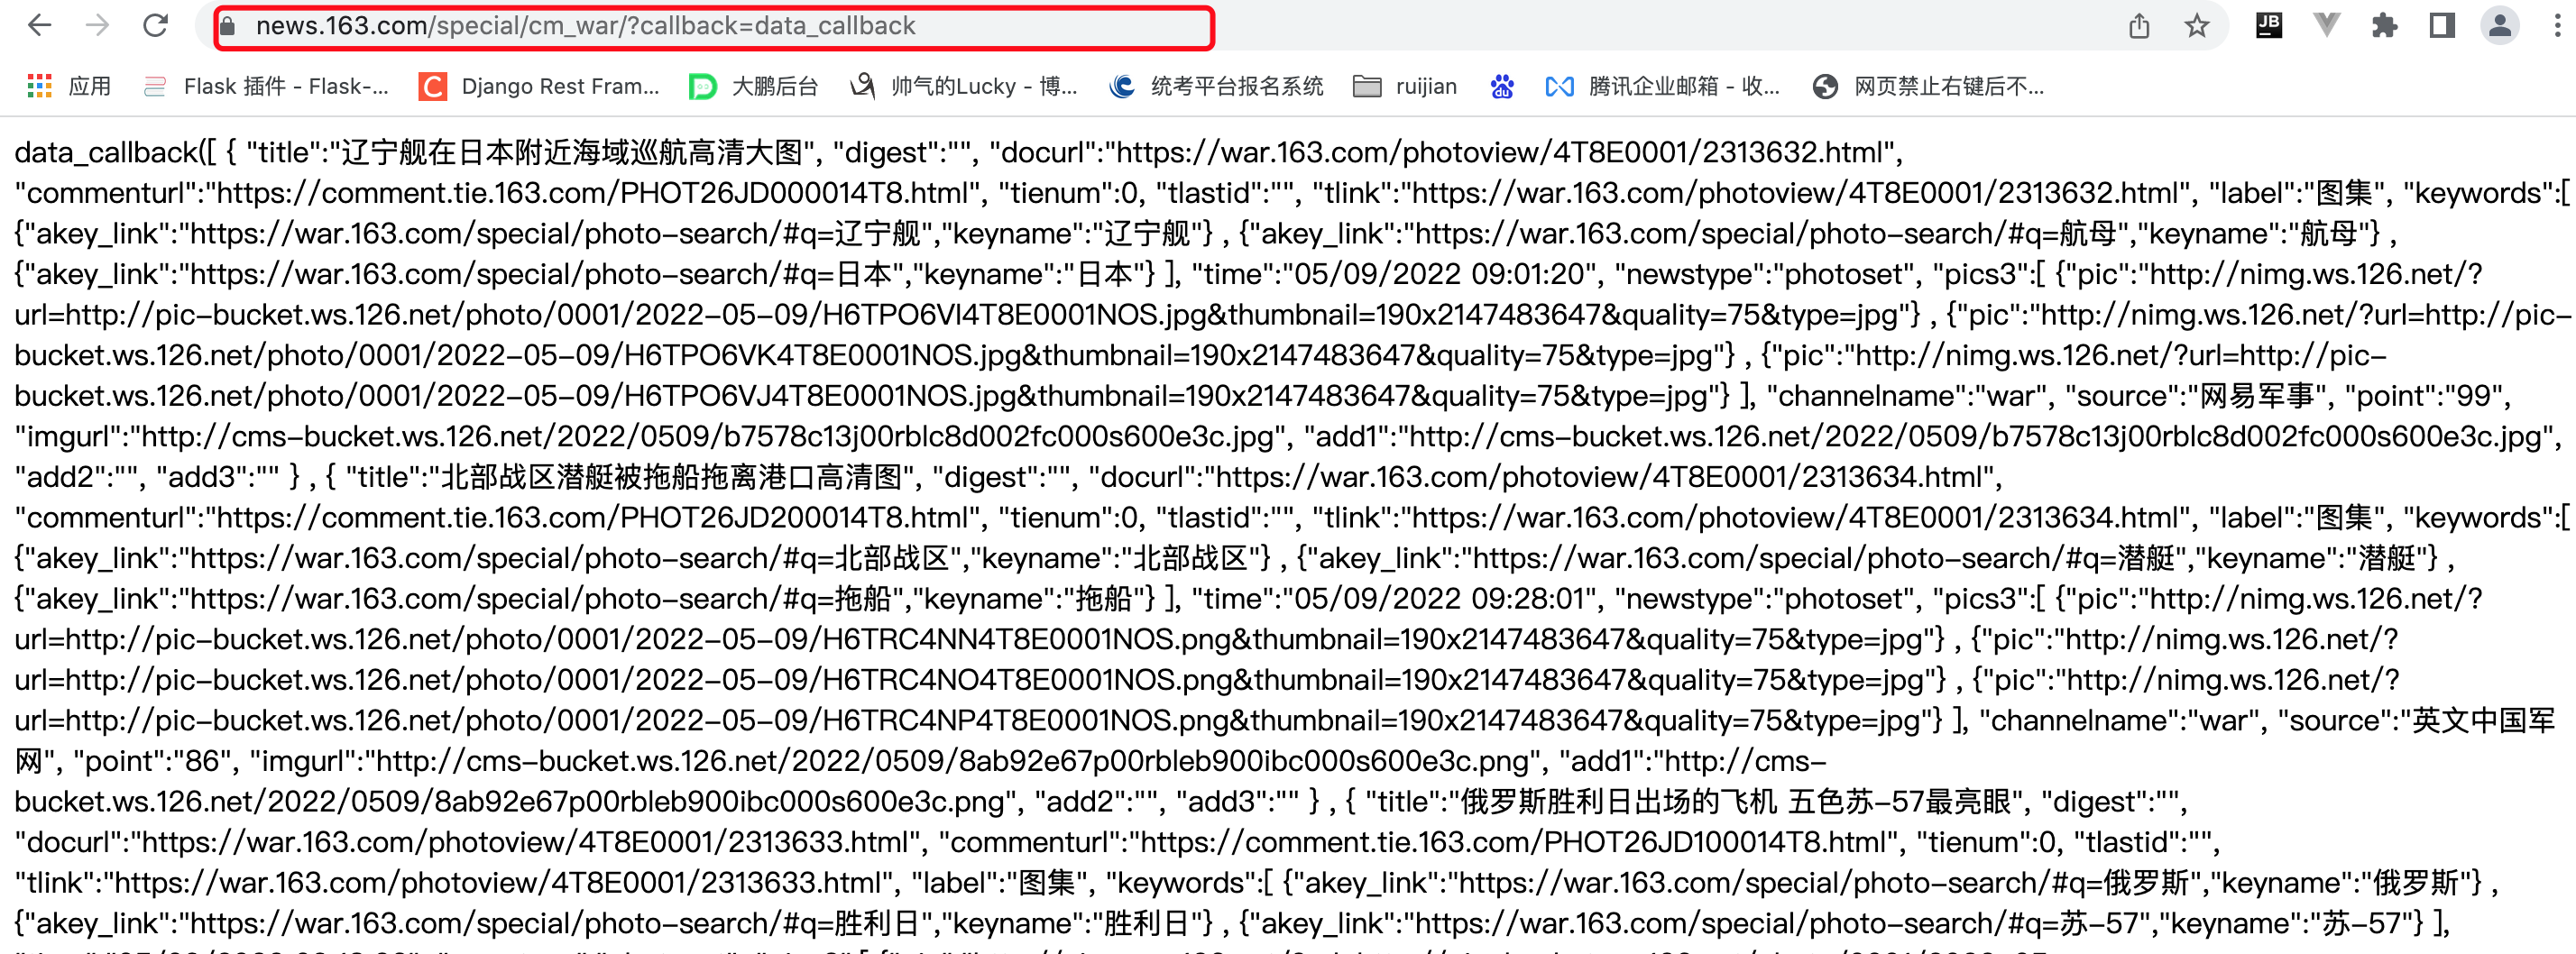 news.163.com/special/cm_war/?callback=data_callback
JB
应用 Flask 插件 - Flask-... C Django Rest Fram... 大鹏后台 帅气的Lucky - 博... 统考平台报名系统 ruijian du 腾讯企业邮箱 - 收... 网页禁止右键后不...
data_callback([ { "title":"辽宁舰在日本附近海域巡航高清大图", "digest":"", "docurl":"https://war.163.com/photoview/4T8E0001/2313632.html",
"commenturl":"https://comment.tie.163.com/PHOT26JD000014T8.html", "tienum":0, "tlastid":"", "tlink":"https://war.163.com/photoview/4T8E0001/2313632.html", "label":"图集", "keywords":[
{"akey_link":"https://war.163.com/special/photo-search/#q=辽宁舰","keyname":"辽宁舰"} , {"akey_link":"https://war.163.com/special/photo-search/#q=航母","keyname":"航母"} ,
{"akey_link":"https://war.163.com/special/photo-search/#q=日本","keyname":"日本"} ], "time":"05/09/2022 09:01:20", "newstype":"photoset", "pics3":[ {"pic":"http://nimg.ws.126.net/?
url=http://pic-bucket.ws.126.net/photo/0001/2022-05-09/H6TPO6VI4T8E0001NOS.jpg&thumbnail=190x2147483647&quality=75&type=jpg"} , {"pic":"http://nimg.ws.126.net/?url=http://pic-
bucket.ws.126.net/photo/0001/2022-05-09/H6TPO6VK4T8E0001NOS.jpg&thumbnail=190x2147483647&quality=75&type=jpg"} , {"pic":"http://nimg.ws.126.net/?url=http://pic-
bucket.ws.126.net/photo/0001/2022-05-09/H6TPO6VJ4T8E0001NOS.jpg&thumbnail=190x2147483647&quality=75&type=jpg"} ], "channelname":"war", "source":"网易军事", "point":"99",
"imgurl":"http://cms-bucket.ws.126.net/2022/0509/b7578c13j00rblc8d002fc000s600e3c.jpg", "add1":"http://cms-bucket.ws.126.net/2022/0509/b7578c13j00rblc8d002fc000s600e3c.jpg",
"add2":"", "add3":"" } , { "title":"北部战区潜艇被拖船拖离港口高清图", "digest":"", "docurl":"https://war.163.com/photoview/4T8E0001/2313634.html",
"commenturl":"https://comment.tie.163.com/PHOT26JD200014T8.html", "tienum":0, "tlastid":"", "tlink":"https://war.163.com/photoview/4T8E0001/2313634.html", "label":"图集", "keywords":[
{"akey_link":"https://war.163.com/special/photo-search/#q=北部战区","keyname":"北部战区"} , {"akey_link":"https://war.163.com/special/photo-search/#q=潜艇","keyname":"潜艇"} ,
{"akey_link":"https://war.163.com/special/photo-search/#q=拖船","keyname":"拖船"} ], "time":"05/09/2022 09:28:01", "newstype":"photoset", "pics3":[ {"pic":"http://nimg.ws.126.net/?
url=http://pic-bucket.ws.126.net/photo/0001/2022-05-09/H6TRC4NN4T8E0001NOS.png&thumbnail=190x2147483647&quality=75&type=jpg"} , {"pic":"http://nimg.ws.126.net/?
url=http://pic-bucket.ws.126.net/photo/0001/2022-05-09/H6TRC4NO4T8E0001NOS.png&thumbnail=190x2147483647&quality=75&type=jpg"} , {"pic":"http://nimg.ws.126.net/?
url=http://pic-bucket.ws.126.net/photo/0001/2022-05-09/H6TRC4NP4T8E0001NOS.png&thumbnail=190x2147483647&quality=75&type=jpg"} ], "channelname":"war", "source":"英文中国军
网", "point":"86", "imgurl":"http://cms-bucket.ws.126.net/2022/0509/8ab92e67p00rbleb900ibc000s600e3c.png", "add1":"http://cms-
bucket.ws.126.net/2022/0509/8ab92e67p00rbleb900ibc000s600e3c.png", "add2":"", "add3":"" } , { "title":"俄罗斯胜利日出场的飞机 五色苏-57最亮眼", "digest":"",
"docurl":"https://war.163.com/photoview/4T8E0001/2313633.html", "commenturl":"https://comment.tie.163.com/PHOT26JD100014T8.html", "tienum":0, "tlastid":"",
"tlink":"https://war.163.com/photoview/4T8E0001/2313633.html", "label":"图集", "keywords":[ {"akey_link":"https://war.163.com/special/photo-search/#q=俄罗斯","keyname":"俄罗斯"} ,
{"akey_link":"https://war.163.com/special/photo-search/#q=胜利日","keyname":"胜利日"} , {"akey_link":"https://war.163.com/special/photo-search/#q=苏-57","keyname":"苏-57"} ],